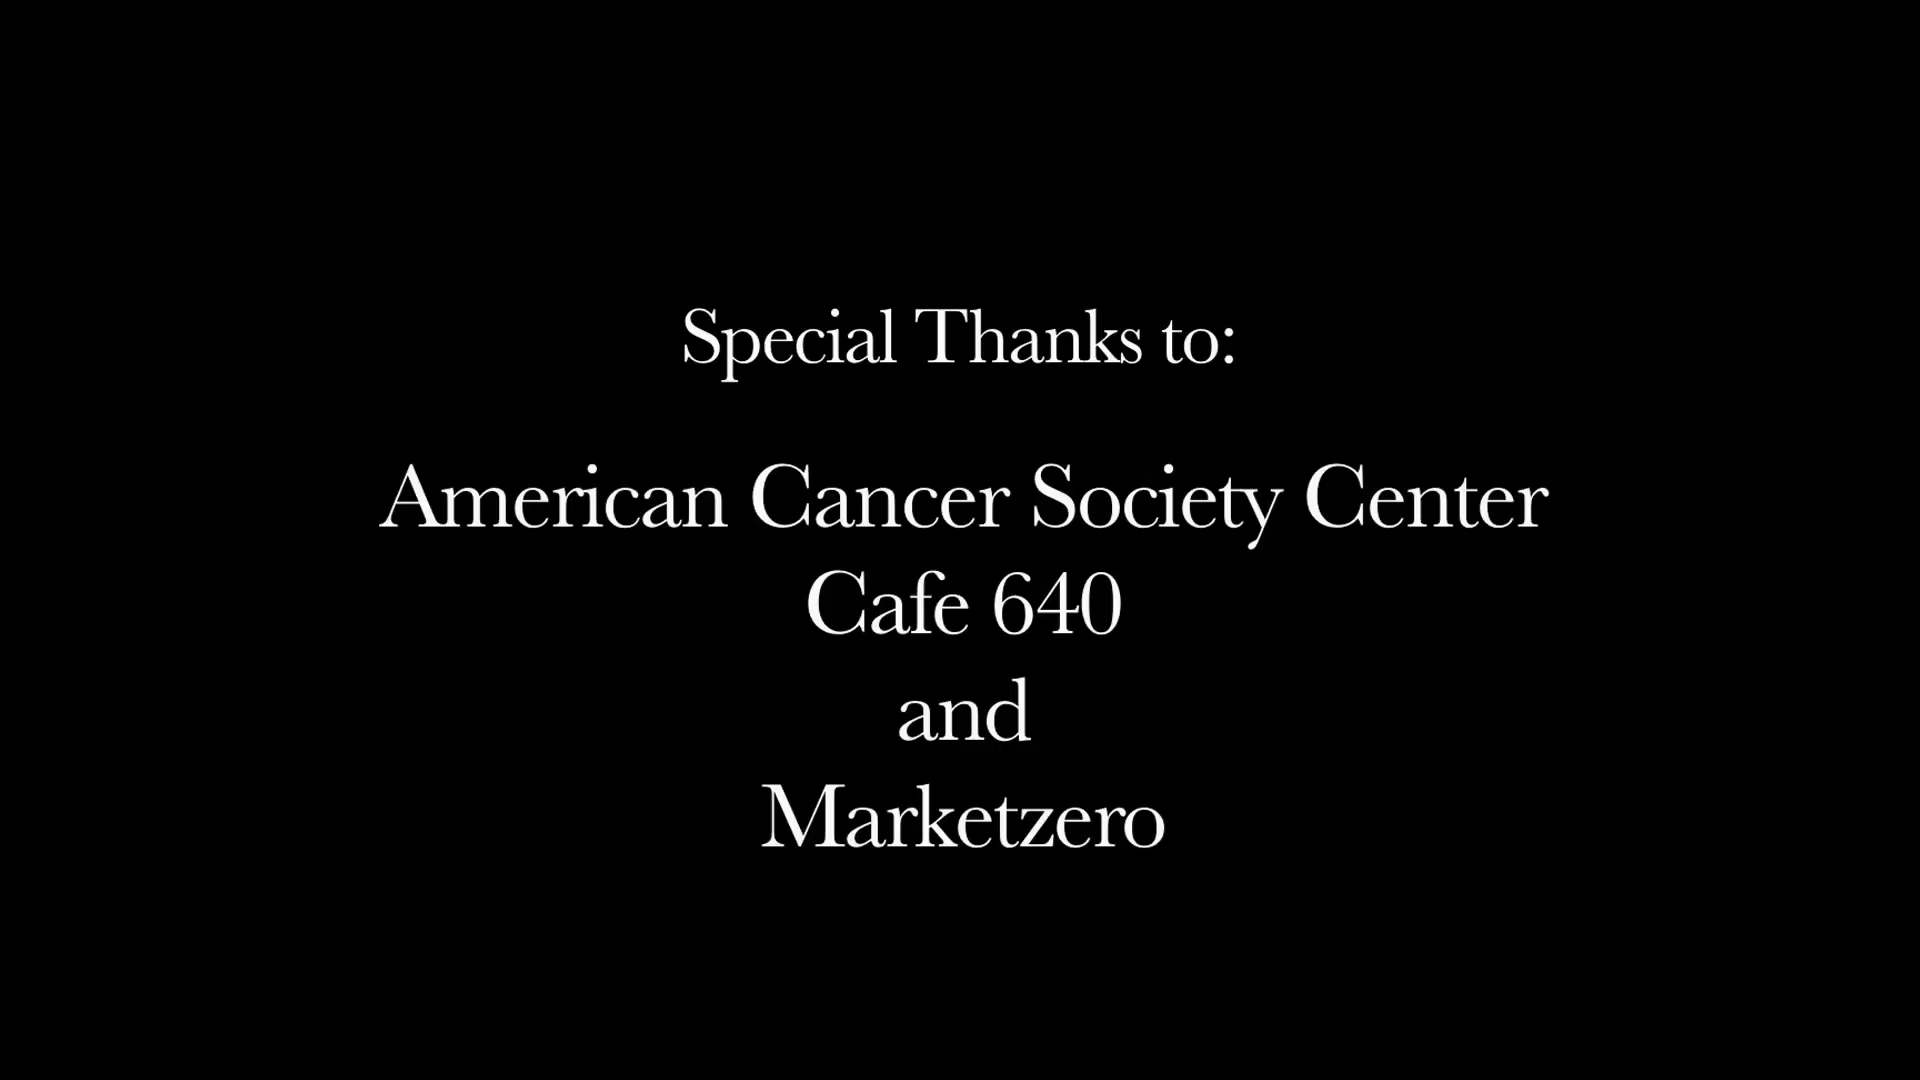 Special Thanks to:
American Cancer Society Center
Cafe 640
and
Marketzero